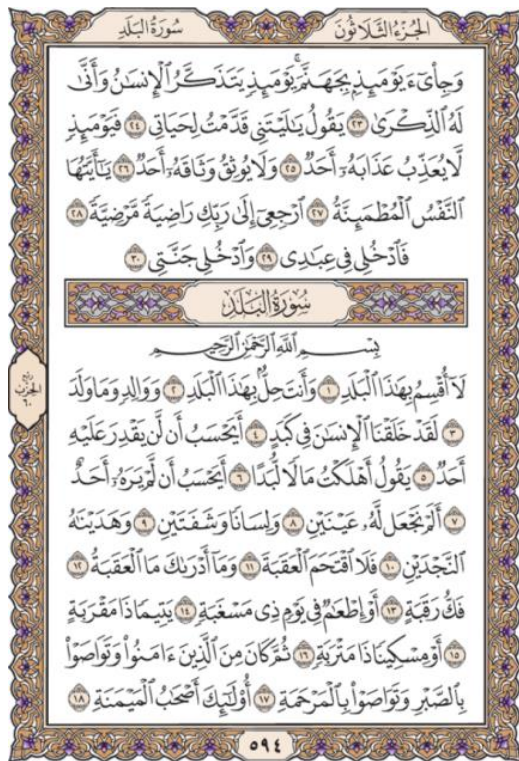 الجُزْءُ الثَّلَاثُونَ
سُورَةُ البَلَدِ
وَجِا۟ىٓءَ يَوْمَئِذٍۭ بِجَهَنَّمَ ۚ يَوْمَئِذٍ يَتَذَكَّرُ ٱلْإِنسَٰنُ وَأَنَّىٰ
لَهُ ٱلذِّكْرَىٰ ٢٣ يَقُولُ يَٰلَيْتَنِى قَدَّمْتُ لِحَيَاتِى ٢٤ فَيَوْمَئِذٍ
لَّا يُعَذِّبُ عَذَابَهُۥٓ أَحَدٌ ٢٥ وَلَا يُوثِقُ وَثَاقَهُۥٓ أَحَدٌ ٢٦ يَٰٓأَيَّتُهَا
ٱلنَّفْسُ ٱلْمُطْمَئِنَّةُ ٢٧ ٱرْجِعِىٓ إِلَىٰ رَبِّكِ رَاضِيَةً مَّرْضِيَّةً ٢٨
فَٱدْخُلِى فِى عِبَٰدِى ٢٩ وَٱدْخُلِى جَنَّتِى ٣٠
سُورَةُ البَلَدِ
بِسْمِ ٱللَّهِ ٱلرَّحْمَٰنِ ٱلرَّحِيمِ
لَآ أُقْسِمُ بِهَٰذَا ٱلْبَلَدِ ١ وَأَنتَ حِلٌّۢ بِهَٰذَا ٱلْبَلَدِ ٢ وَوَالِدٍ وَمَا وَلَدَ
٣ لَقَدْ خَلَقْنَا ٱلْإِنسَٰنَ فِى كَبَدٍ ٤ أَيَحْسَبُ أَن لَّن يَقْدِرَ عَلَيْهِ
أَحَدٌ ٥ يَقُولُ أَهْلَكْتُ مَالًا لُّبَدًا ٦ أَيَحْسَبُ أَن لَّمْ يَرَهُۥٓ أَحَدٌ
٧ أَلَمْ نَجْعَل لَّهُۥ عَيْنَيْنِ ٨ وَلِسَانًا وَشَفَتَيْنِ ٩ وَهَدَيْنَٰهُ
ٱلنَّجْدَيْنِ ١٠ فَلَا ٱقْتَحَمَ ٱلْعَقَبَةَ ١١ وَمَآ أَدْرَىٰكَ مَا ٱلْعَقَبَةُ ١٢
فَكُّ رَقَبَةٍ ١٣ أَوْ إِطْعَٰمٌ فِى يَوْمٍ ذِى مَسْغَبَةٍ ١٤ يَتِيمًا ذَا مَقْرَبَةٍ
١٥ أَوْ مِسْكِينًا ذَا مَتْرَبَةٍ ١٦ ثُمَّ كَانَ مِنَ ٱلَّذِينَ ءَامَنُوا۟ وَتَوَاصَوْا۟
بِٱلصَّبْرِ وَتَوَاصَوْا۟ بِٱلْمَرْحَمَةِ ١٧ أُو۟لَٰٓئِكَ أَصْحَٰبُ ٱلْمَيْمَنَةِ ١٨
الحِزْب
٦٠
٥٩٤